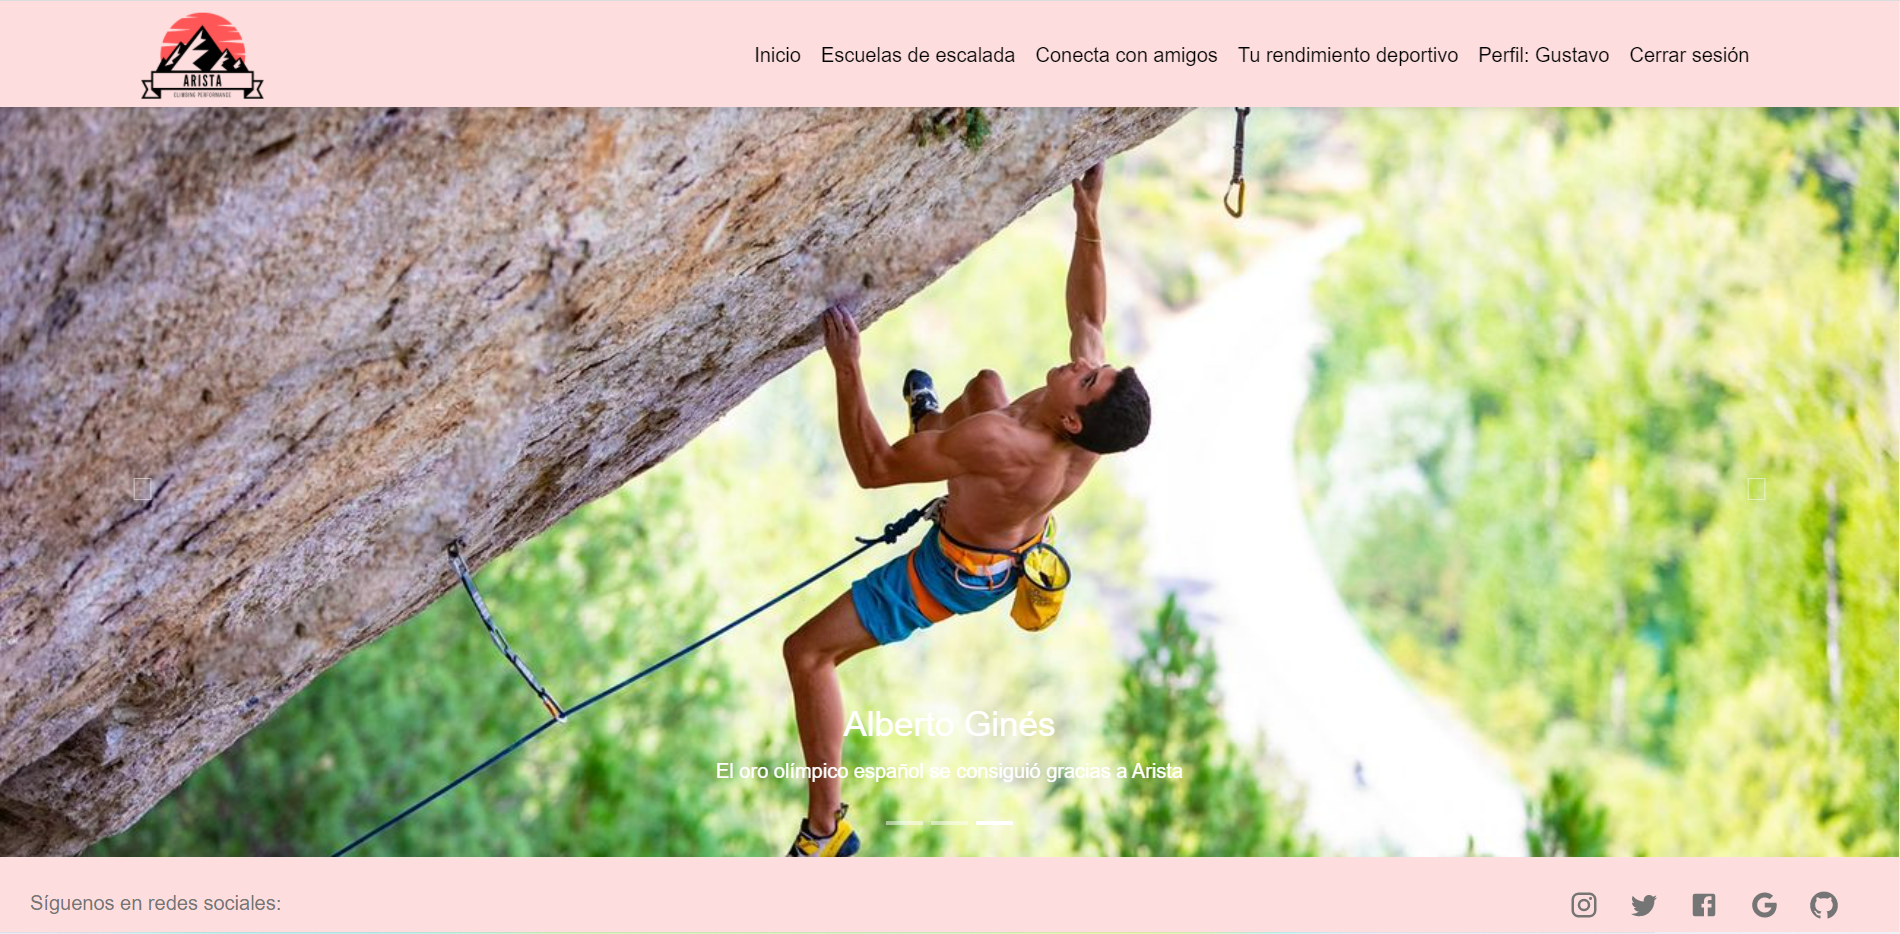 ARISTA
CLIMBING PERFORMANCE
Inicio Escuelas de escalada Conecta con amigos Tu rendimiento deportivo Perfil: Gustavo Cerrar sesión
Alberto Ginés
El oro olímpico español se consiguió gracias a Arista
Síguenos en redes sociales: